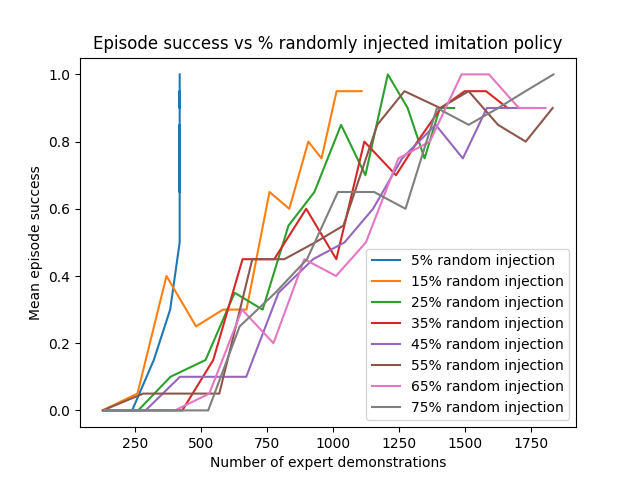 Episode success vs % randomly injected imitation policy
1.0
0.8
0.6
0.4
0.2
0.0
Mean episode success
5% random injection
15% random injection
25% random injection
35% random injection
45% random injection
55% random injection
65% random injection
75% random injection
250 500 750 1000 1250 1500 1750
Number of expert demonstrations